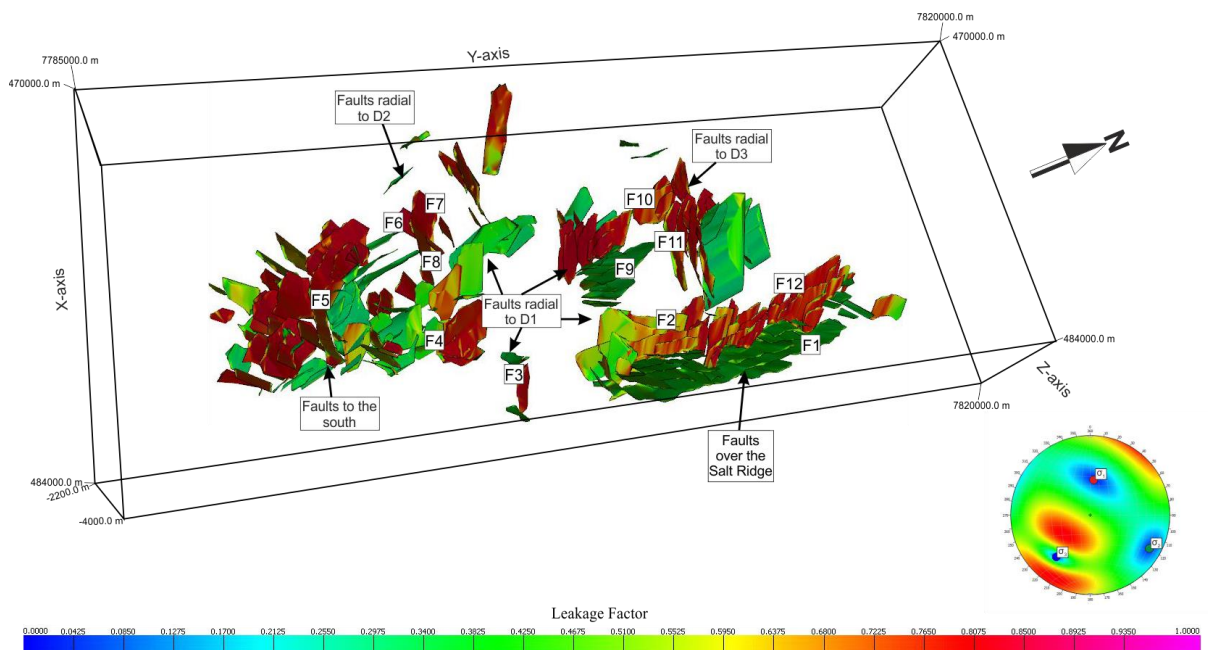 7820000.0 m
470000.0 m
7785000.0 m
470000.0 m
Y-axis
Faults radial
to D2
Faults radial
to D3
N
F10
F7
F6
F11
F8
F9
X-axis
F5
Faults radial
to D1
F12
F2
F4
F1
484000.0 m
Z-axis
F3
7820000.0 m
Faults to the
south
Faults
over the
Salt Ridge
484000.0 m
-2200.0 m
-4000.0 m
Leakage Factor
0.0000 0.0425 0.0850 0.1275 0.1700 0.2125 0.2550 0.2975 0.3400 0.3825 0.4250 0.4675 0.5100 0.5525 0.5950 0.6375 0.6800 0.7225 0.7650 0.8075 0.8500 0.8925 0.9350 1.0000